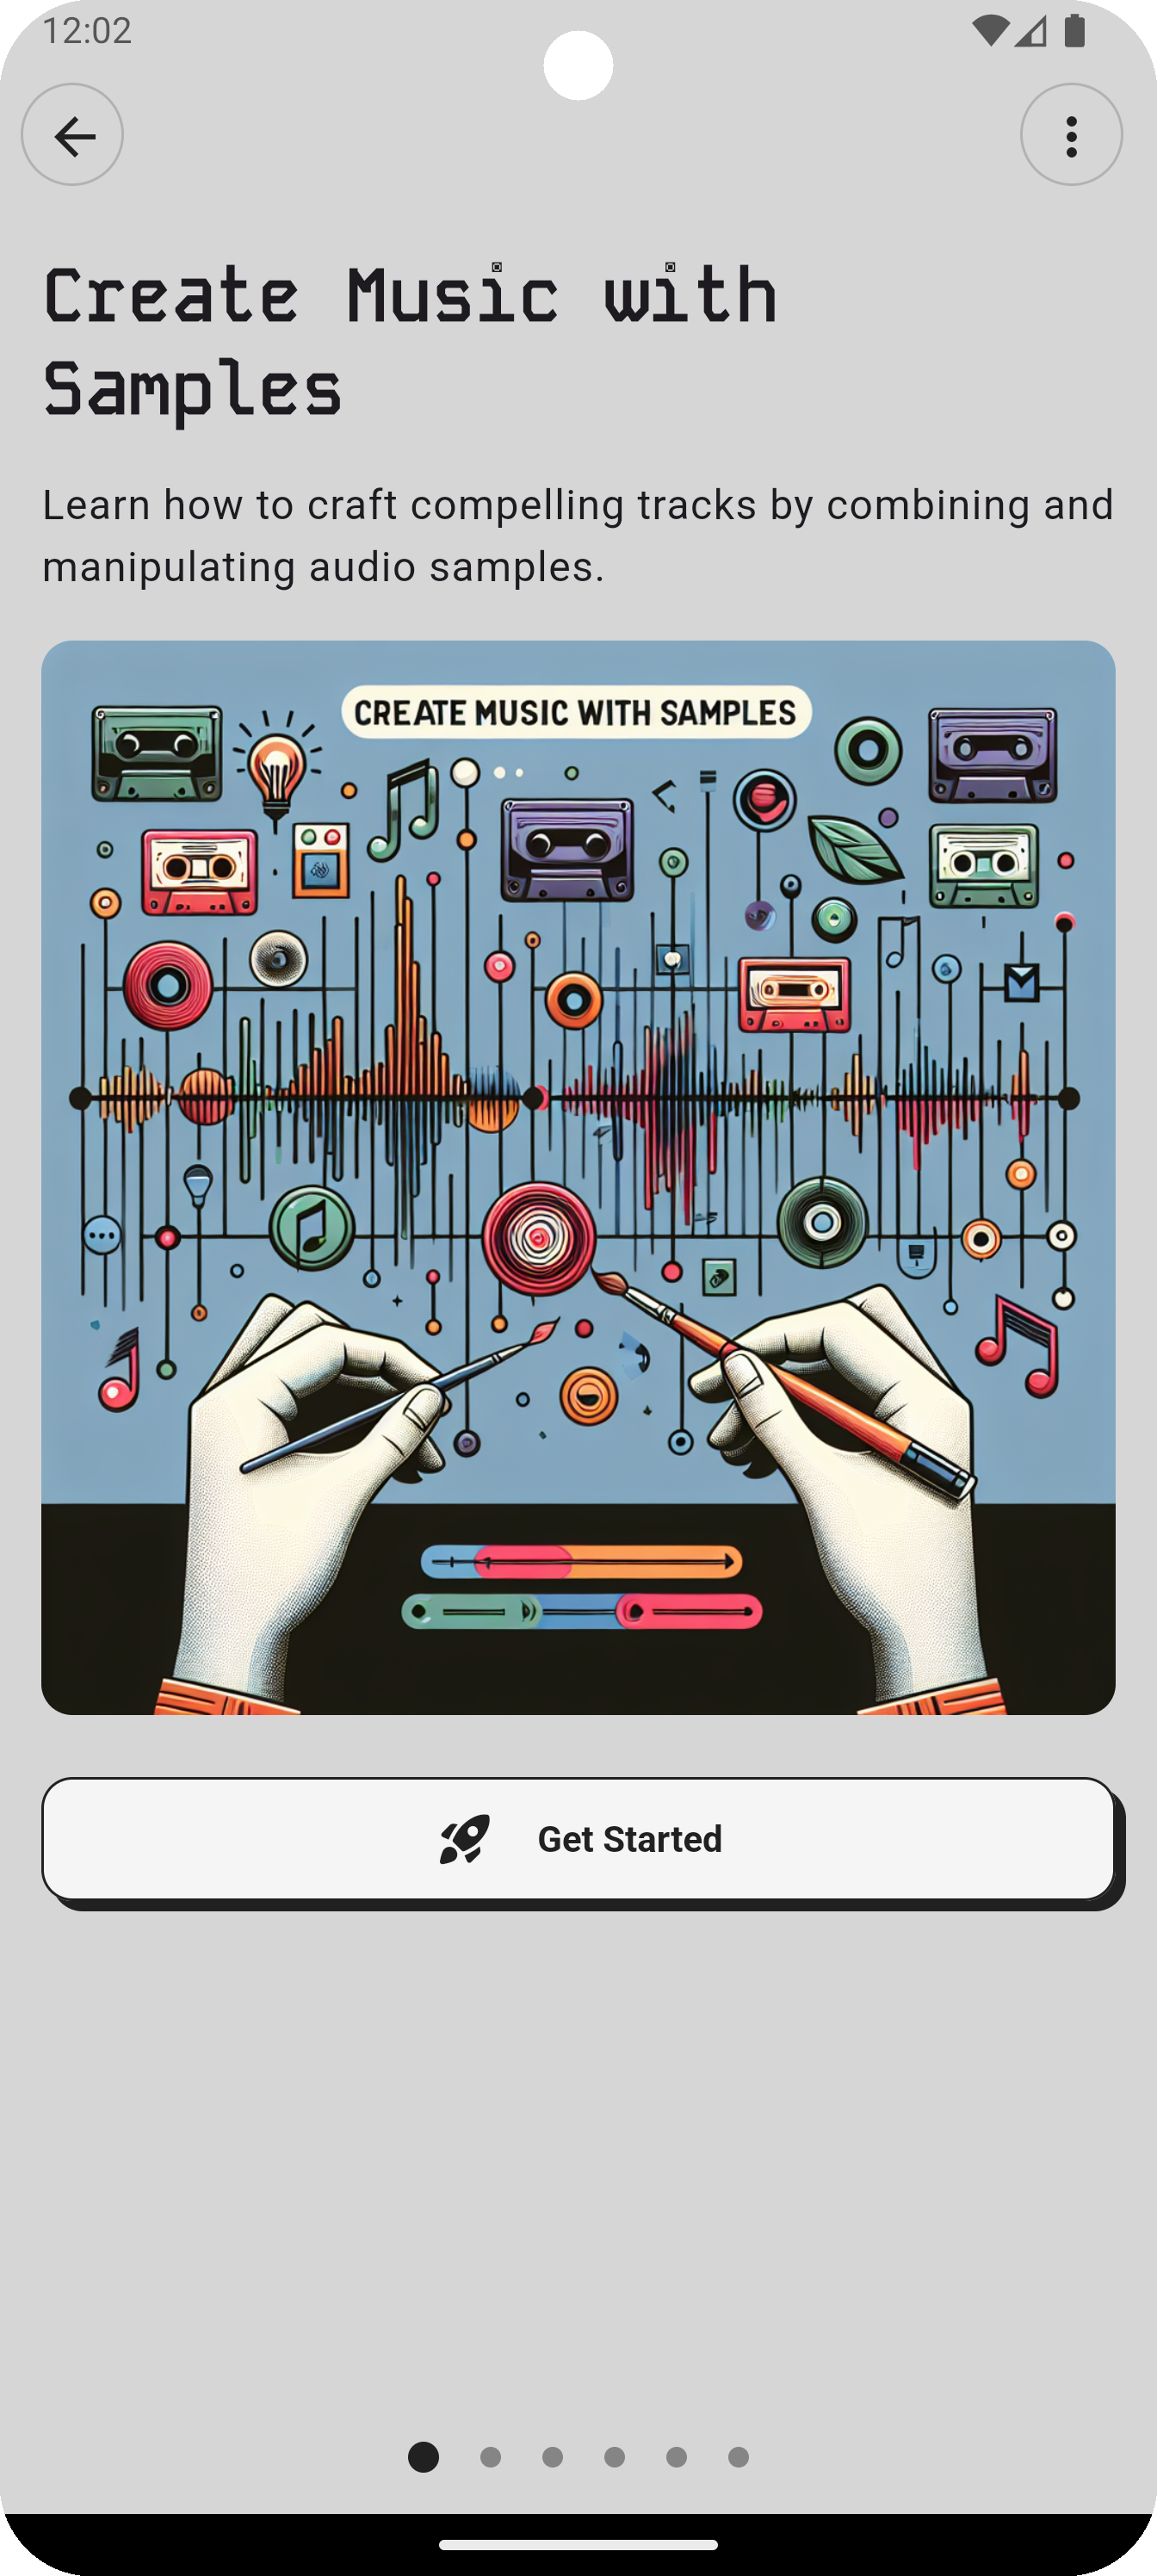 12:02
Create Music with
Samples
Learn how to craft compelling tracks by combining and
manipulating audio samples.
CREATE MUSIC WITH SAMPLES
Get Started